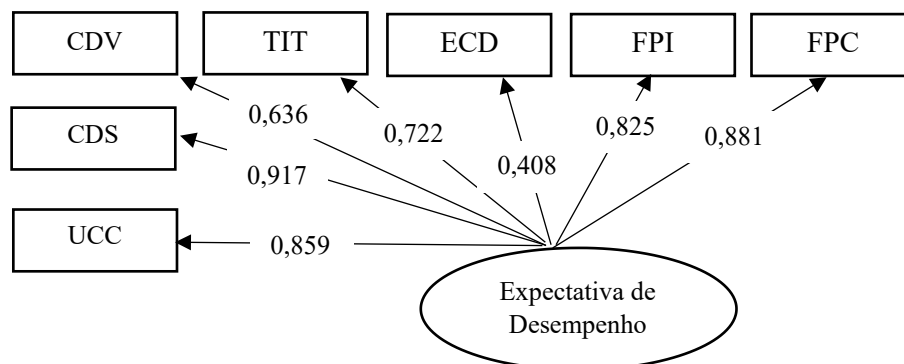 CDV
TIT
ECD
FPI
FPC
0,636
0,722
0,825
0,881
CDS
0,917
0,408
UCC
0,859
Expectativa de
Desempenho